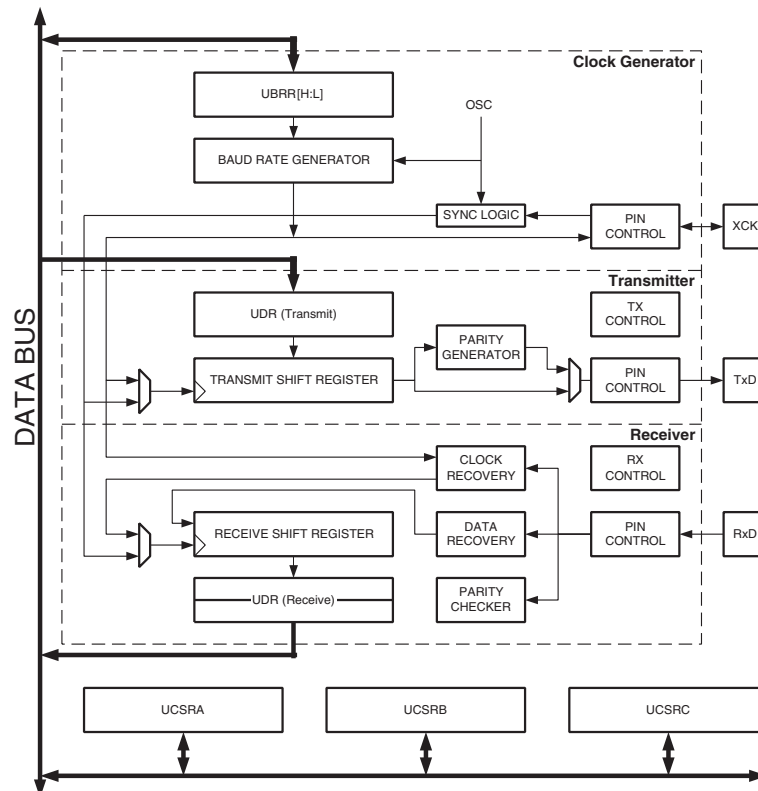 Clock Generator
UBRR[H:L]
OSC
BAUD RATE GENERATOR
SYNC LOGIC
PIN
CONTROL
XCK
Transmitter
TX
CONTROL
UDR (Transmit)
PARITY
GENERATOR
TRANSMIT SHIFT REGISTER
PIN
CONTROL
TxD
DATA BUS
Receiver
CLOCK
RECOVERY
RX
CONTROL
RECEIVE SHIFT REGISTER
DATA
RECOVERY
PIN
CONTROL
RxD
UDR (Receive)
PARITY
CHECKER
UCSRA
UCSRB
UCSRC